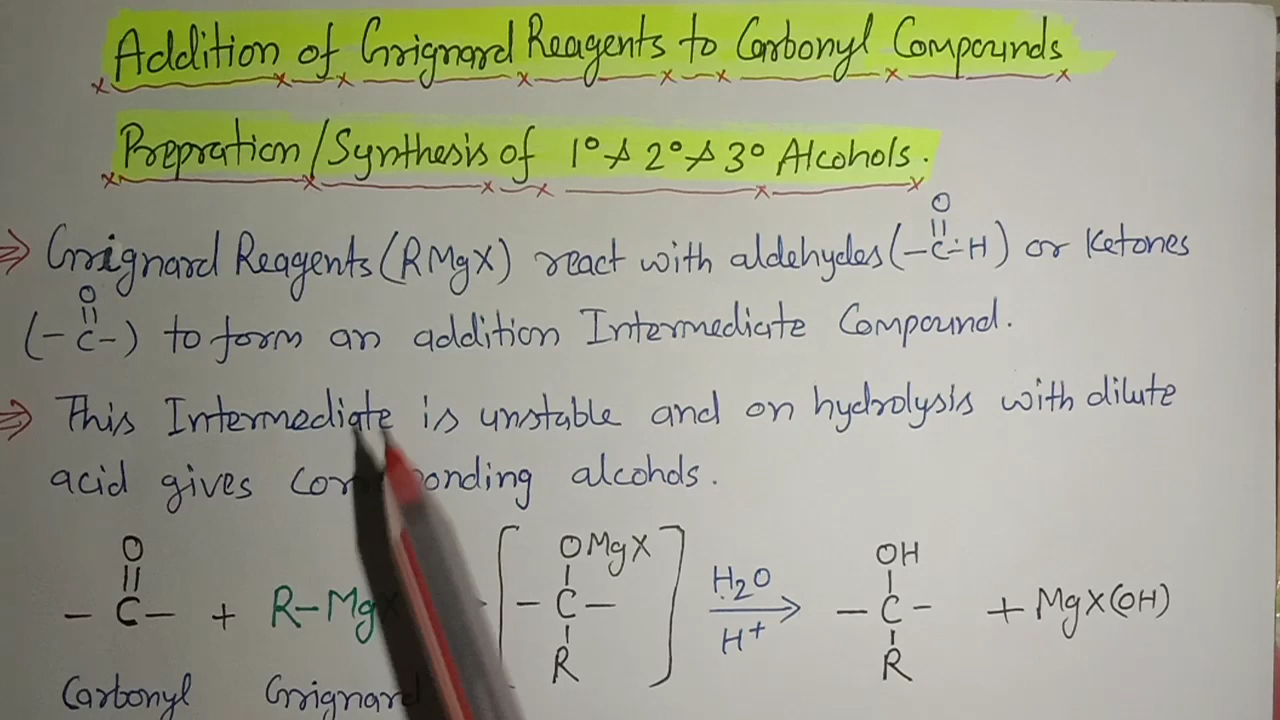 Addition of Grignard Reagents to Carbonyl Compounds
Prepration/Synthesis of 1°, 2°, 3° Alcohols.
O
⇒ Grignard Reagents (RMgX) react with aldehydes (-C-H) or Ketones
O
(-C-) to form an addition Intermediate Compound.
⇒ This Intermediate is unstable and on hydrolysis with dilute
acid gives alcohols.
O OMgX H2O OH
-C- + R-Mg -C- H+ -C- + MgX(OH)
R R
Carbonyl Grignard